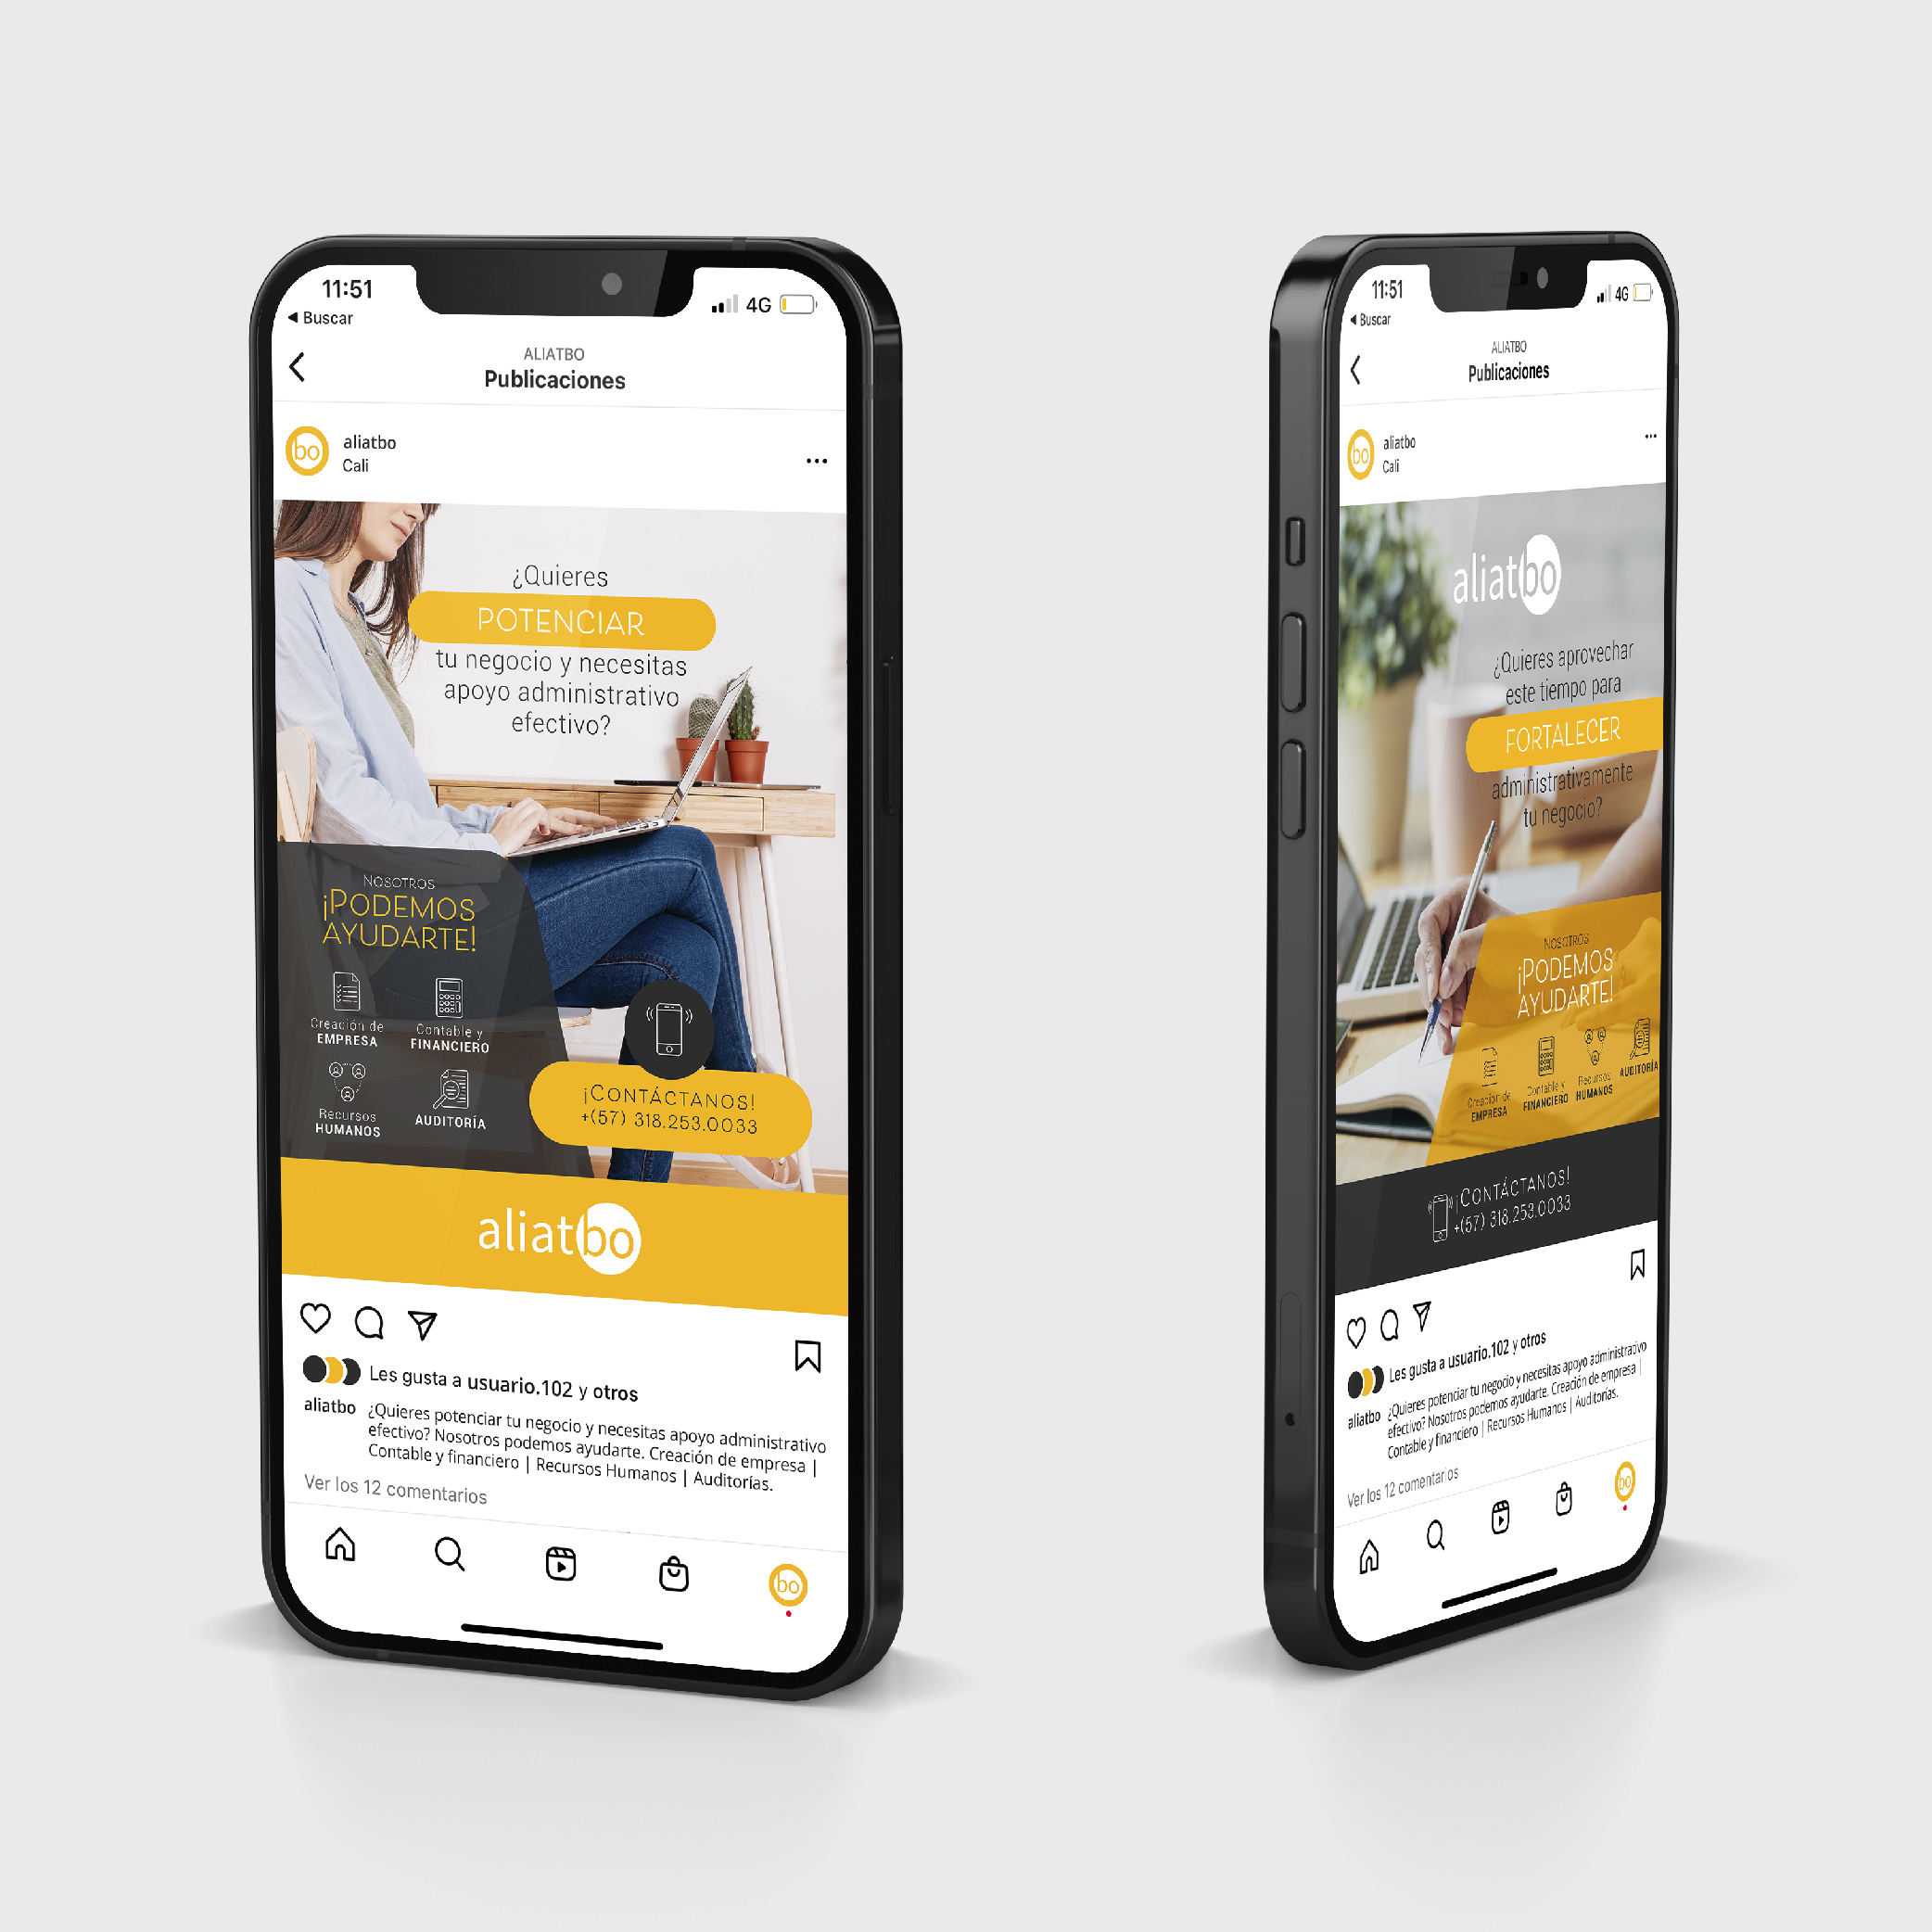 11:51
4G
Buscar
ALIATBO
Publicaciones
bo
aliatbo
Cali
¿Quieres
POTENCIAR
tu negocio y necesitas
apoyo administrativo
efectivo?
NOSOTROS
¡PODEMOS
AYUDARTE!
Creación de
EMPRESA
Contable y
FINANCIERO
Recursos
HUMANOS
AUDITORÍA
¡CONTÁCTANOS!
+(57) 318.253.0033
aliatbo
Les gusta a usuario.102 y otros
aliatbo ¿Quieres potenciar tu negocio y necesitas apoyo administrativo
efectivo? Nosotros podemos ayudarte. Creación de empresa |
Contable y financiero | Recursos Humanos | Auditorías.
Ver los 12 comentarios
bo
11:51
4G
Buscar
ALIATBO
Publicaciones
bo
aliatbo
Cali
aliatbo
¿Quieres aprovechar
este tiempo para
FORTALECER
administrativamente
tu negocio?
NOSOTROS
¡PODEMOS
AYUDARTE!
Creación de
EMPRESA
Contable y
FINANCIERO
Recursos
HUMANOS
AUDITORÍA
¡CONTÁCTANOS!
+(57) 318.253.0033
Les gusta a usuario.102 y otros
aliatbo ¿Quieres potenciar tu negocio y necesitas apoyo administrativo
efectivo? Nosotros podemos ayudarte. Creación de empresa |
Contable y financiero | Recursos Humanos | Auditorías.
Ver los 12 comentarios
bo